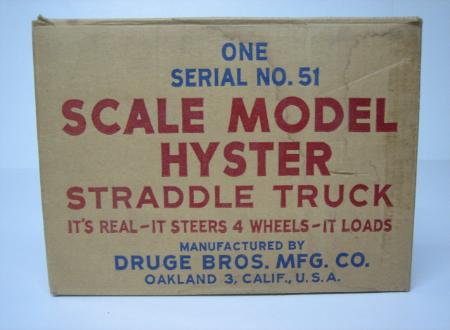 ONE
SERIAL NO. 51
SCALE MODEL
HYSTER
STRADDLE TRUCK
IT'S REAL-IT STEERS 4 WHEELS-IT LOADS
MANUFACTURED BY
DRUGE BROS. MFG. CO.
OAKLAND 3, CALIF., U.S.A.